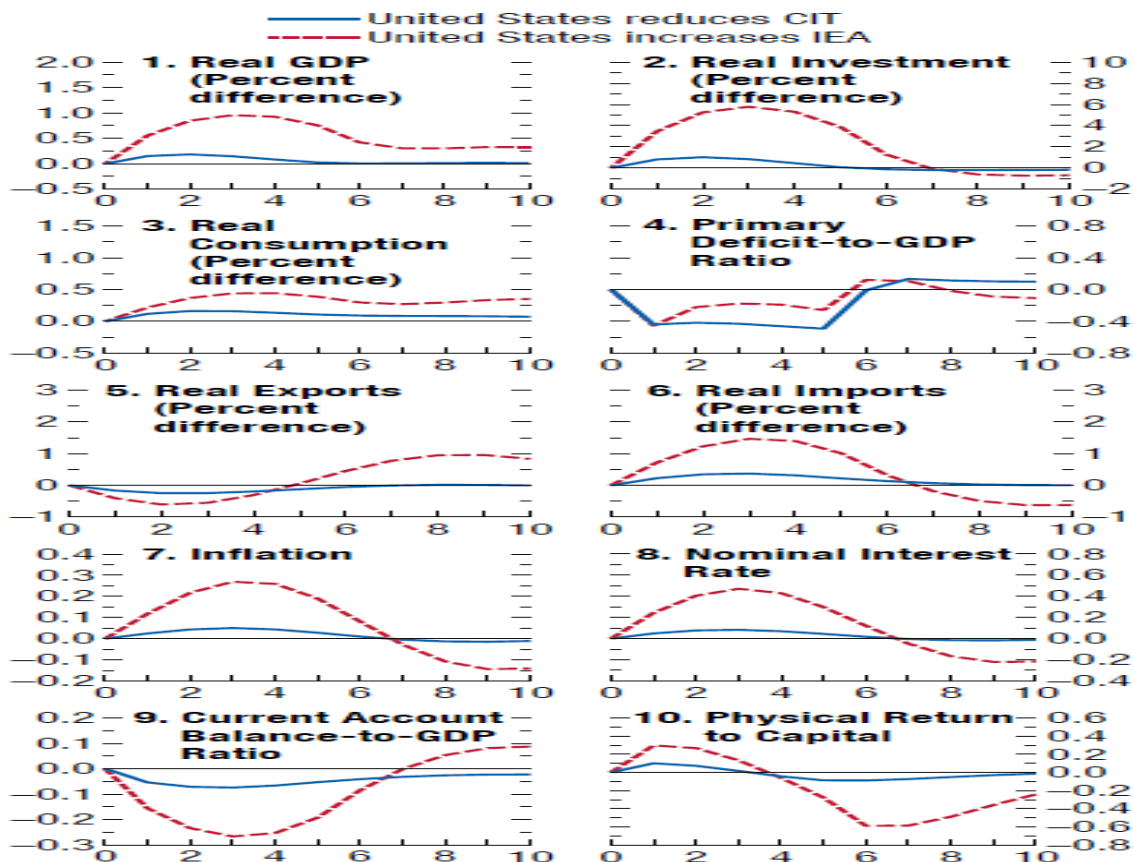 United States reduces CIT
United States increases IEA
1. Real GDP
(Percent
difference)
2.0
1.5
1.0
0.5
0.0
−0.5
0 2 4 6 8 10
2. Real Investment
(Percent
difference)
10
8
6
4
2
0
−2
0 2 4 6 8 10
3. Real
Consumption
(Percent
difference)
1.5
1.0
0.5
0.0
−0.5
0 2 4 6 8 10
4. Primary
Deficit-to-GDP
Ratio
0.8
0.4
0.0
−0.4
−0.8
0 2 4 6 8 10
5. Real Exports
(Percent
difference)
3
2
1
0
−1
0 2 4 6 8 10
6. Real Imports
(Percent
difference)
3
2
1
0
−1
0 2 4 6 8 10
7. Inflation
0.4
0.3
0.2
0.1
0.0
−0.1
−0.2
0 2 4 6 8 10
8. Nominal Interest
Rate
0.8
0.6
0.4
0.2
0.0
−0.2
−0.4
0 2 4 6 8 10
9. Current Account
Balance-to-GDP
Ratio
0.2
0.1
0.0
−0.1
−0.2
−0.3
0 2 4 6 8 10
10. Physical Return
to Capital
0.6
0.4
0.2
0.0
−0.2
−0.4
−0.6
−0.8
0 2 4 6 8 10